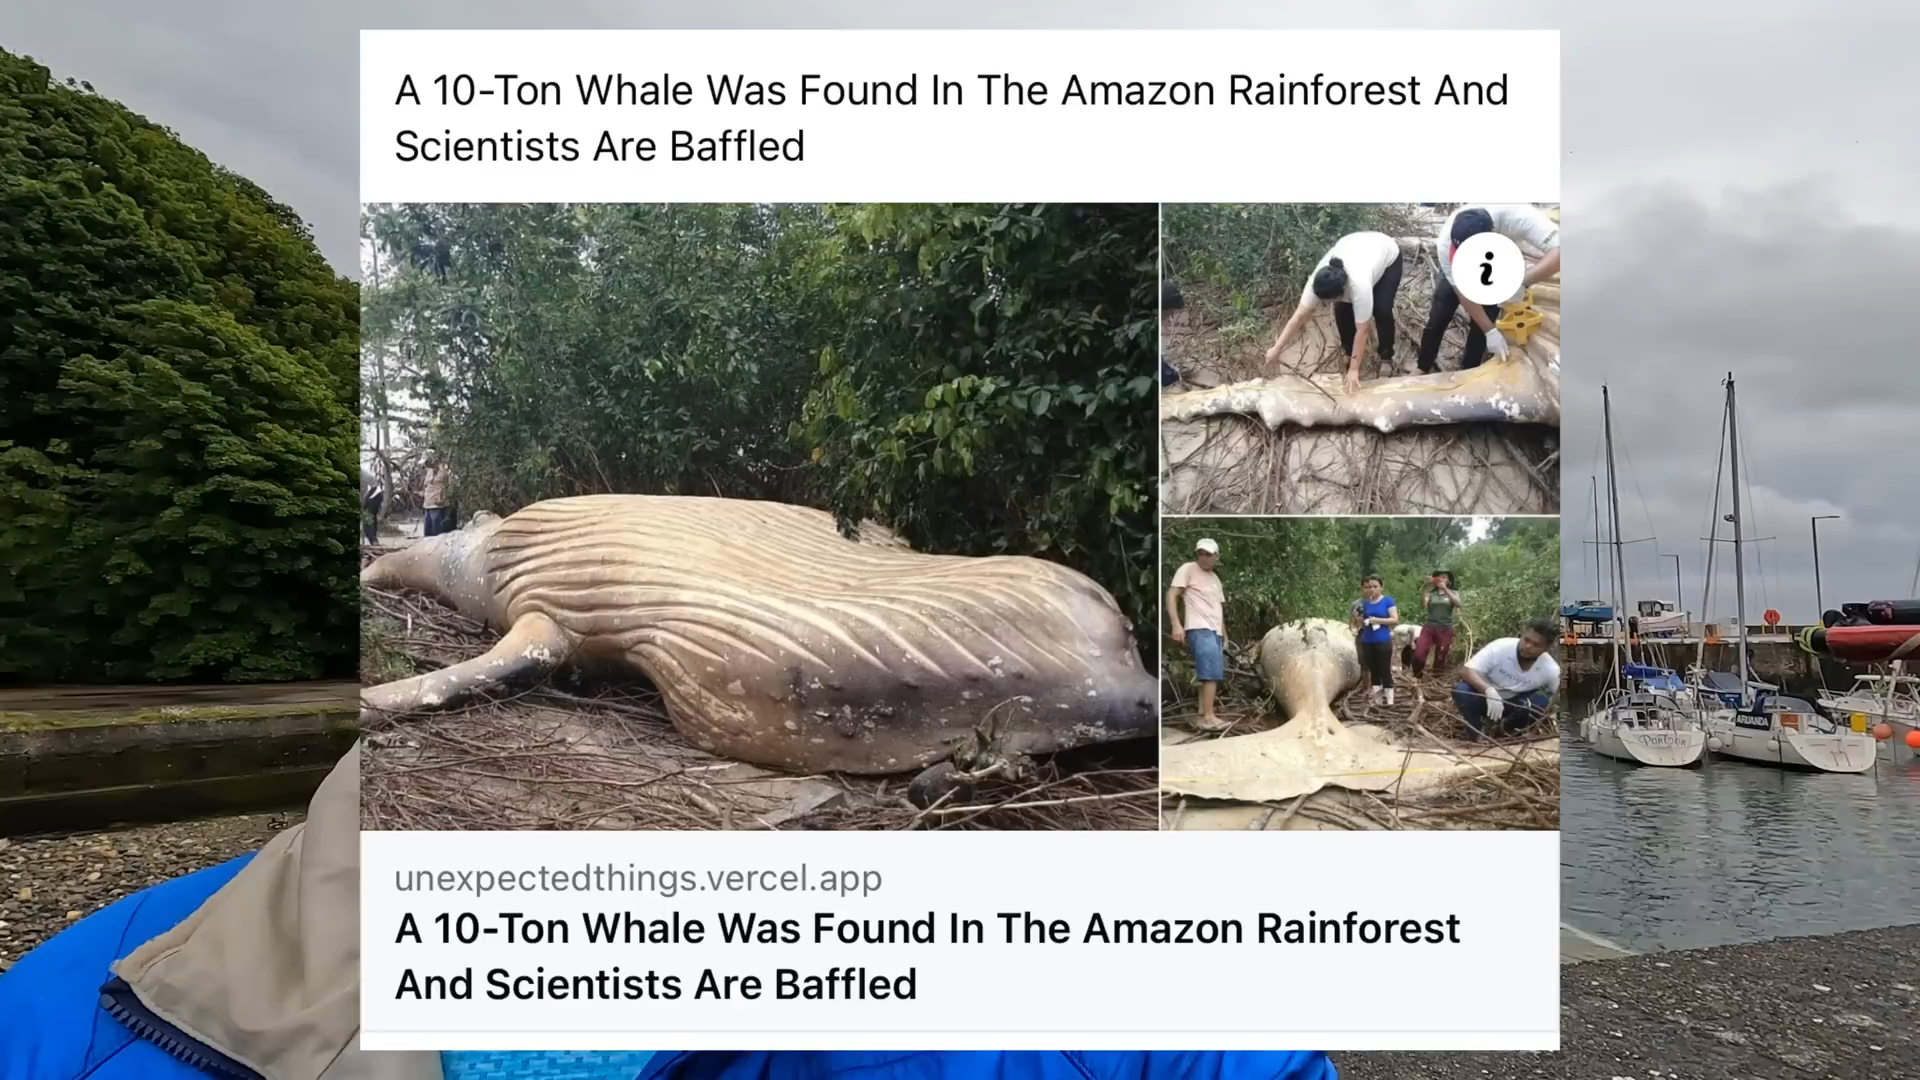 A 10-Ton Whale Was Found In The Amazon Rainforest And
Scientists Are Baffled
i
unexpectedthings.vercel.app
A 10-Ton Whale Was Found In The Amazon Rainforest
And Scientists Are Baffled
ARUANDA